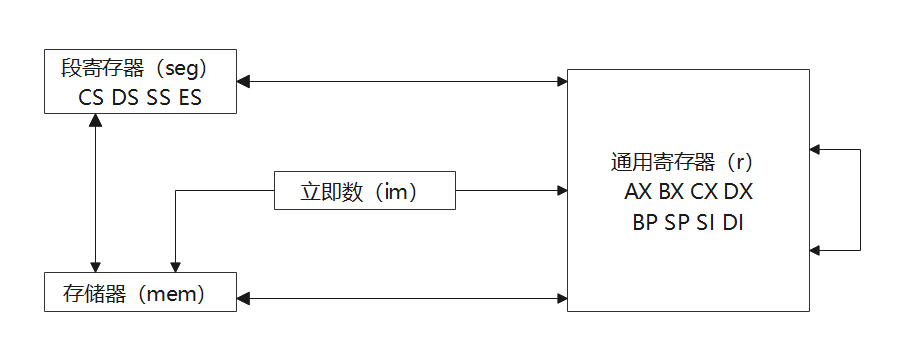 段寄存器（seg）
CS DS SS ES
通用寄存器（r）
AX BX CX DX
BP SP SI DI
立即数（im）
存储器（mem）